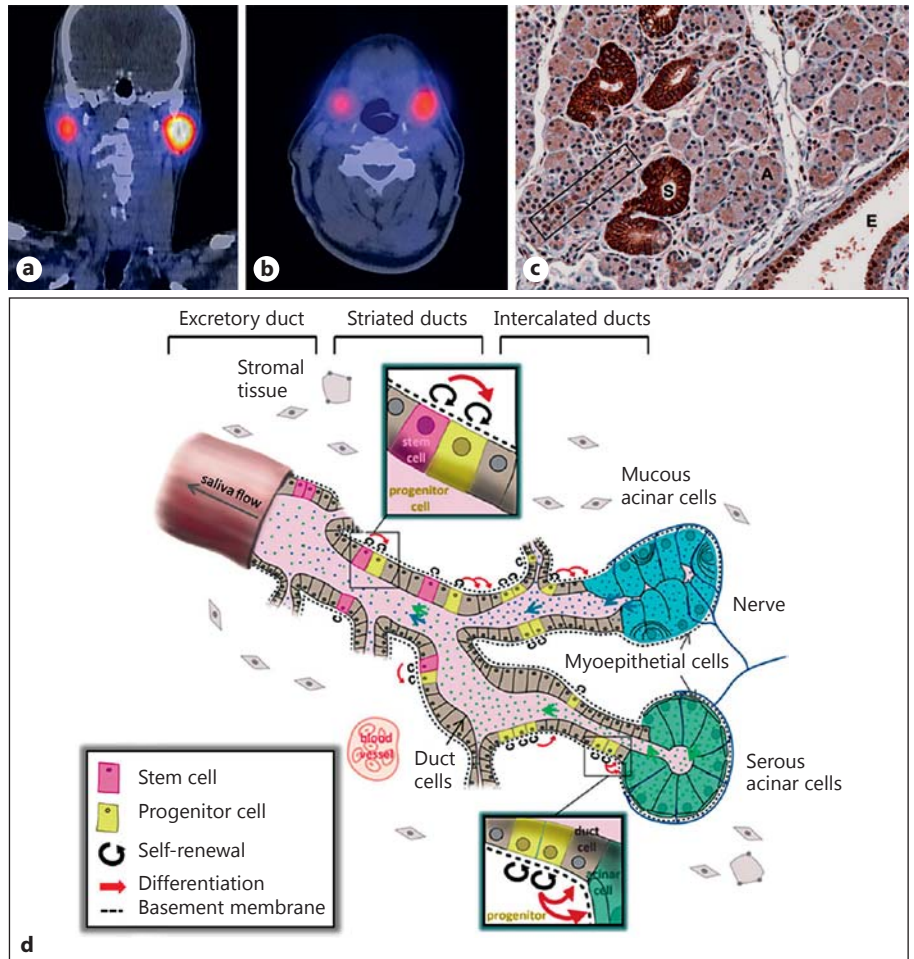 a
b
c
S
A
E
Excretory duct
Striated ducts
Intercalated ducts
Stromal
tissue
stem
cell
progenitor
cell
saliva flow
Mucous
acinar cells
Nerve
Myoepithetial cells
blood
vessel
Duct
cells
Serous
acinar cells
duct
cell
acinar
cell
progenitor
Stem cell
Progenitor cell
Self-renewal
Differentiation
Basement membrane
d